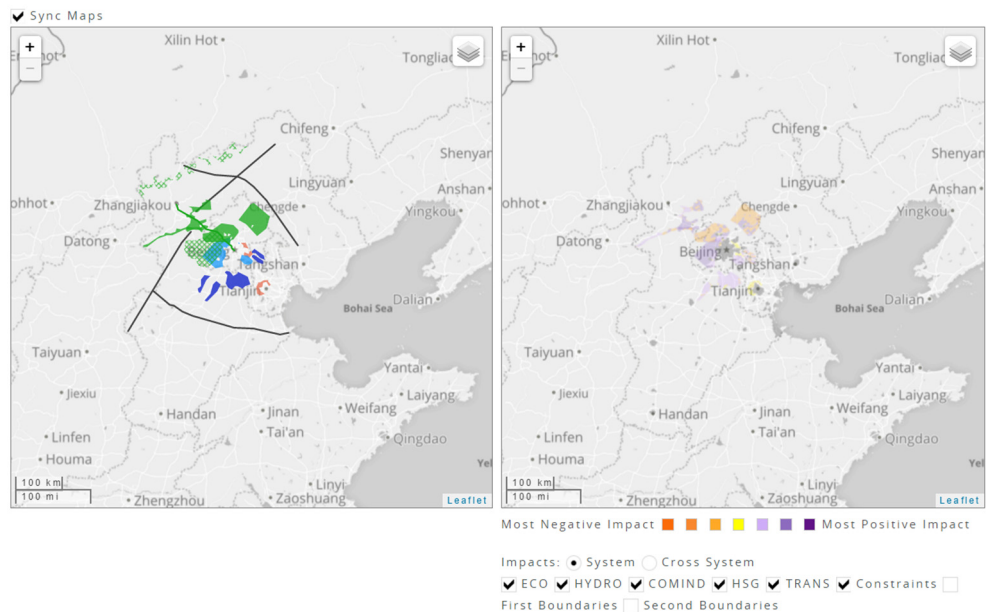 Sync Maps
Xilin Hot
Tongliao
Chifeng
Shenyan
Lingyuan
Anshan
ohhot
Zhangjiakou
Chengde
Yingkou
Datong
Tangshan
Tianjin
Dalian
Bohai Sea
Taiyuan
Yantai
Jiexiu
Laiyang
Weifang
Handan
Jinan
Tai'an
Linfen
Qingdao
Houma
Yel
Linyi
100 km
100 mi
Zhengzhou
Zaoshuang
Leaflet
Xilin Hot
Tongliao
Chifeng
Shenyan
Lingyuan
Anshan
ohhot
Zhangjiakou
Chengde
Yingkou
Datong
Beijing
Tangshan
Tianjin
Dalian
Bohai Sea
Taiyuan
Yantai
Jiexiu
Laiyang
Weifang
Handan
Jinan
Tai'an
Linfen
Qingdao
Houma
Yel
Linyi
100 km
100 mi
Zhengzhou
Zaoshuang
Leaflet
Most Negative Impact Most Positive Impact
Impacts: System Cross System
ECO HYDRO COMIND HSG TRANS Constraints
First Boundaries Second Boundaries